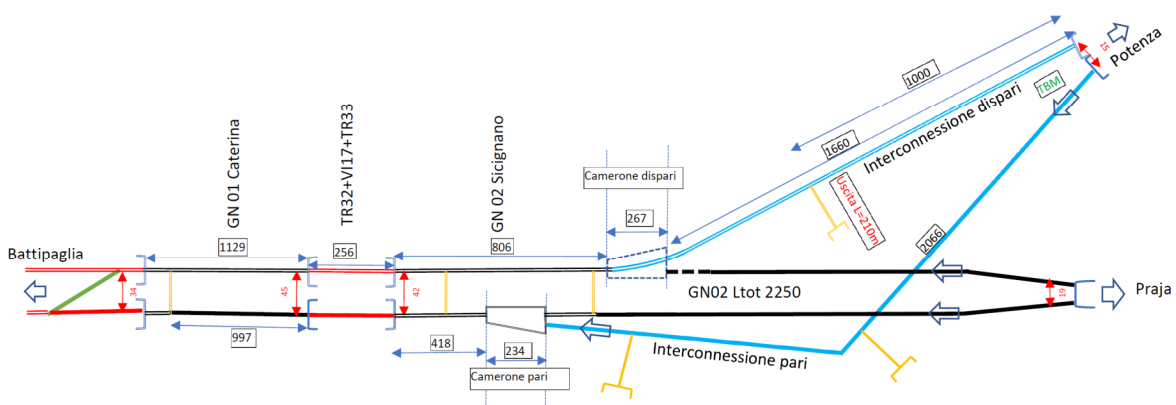 GN 01 Caterina
TR32+VI17+TR33
GN 02 Sicignano
Camerone dispari
1000
1660
Interconnessione dispari
15
Potenza
TBM
Uscita L=210m
2066
267
Battipaglia
1129
256
806
34
45
42
GN02 Ltot 2250
19
Praja
997
418
234
Camerone pari
Interconnessione pari